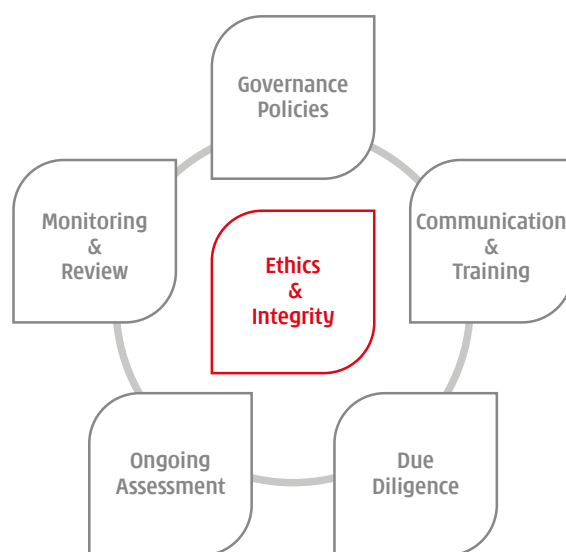 Governance
Policies
Communication
&
Training
Due
Diligence
Ongoing
Assessment
Monitoring
&
Review
Ethics
&
Integrity